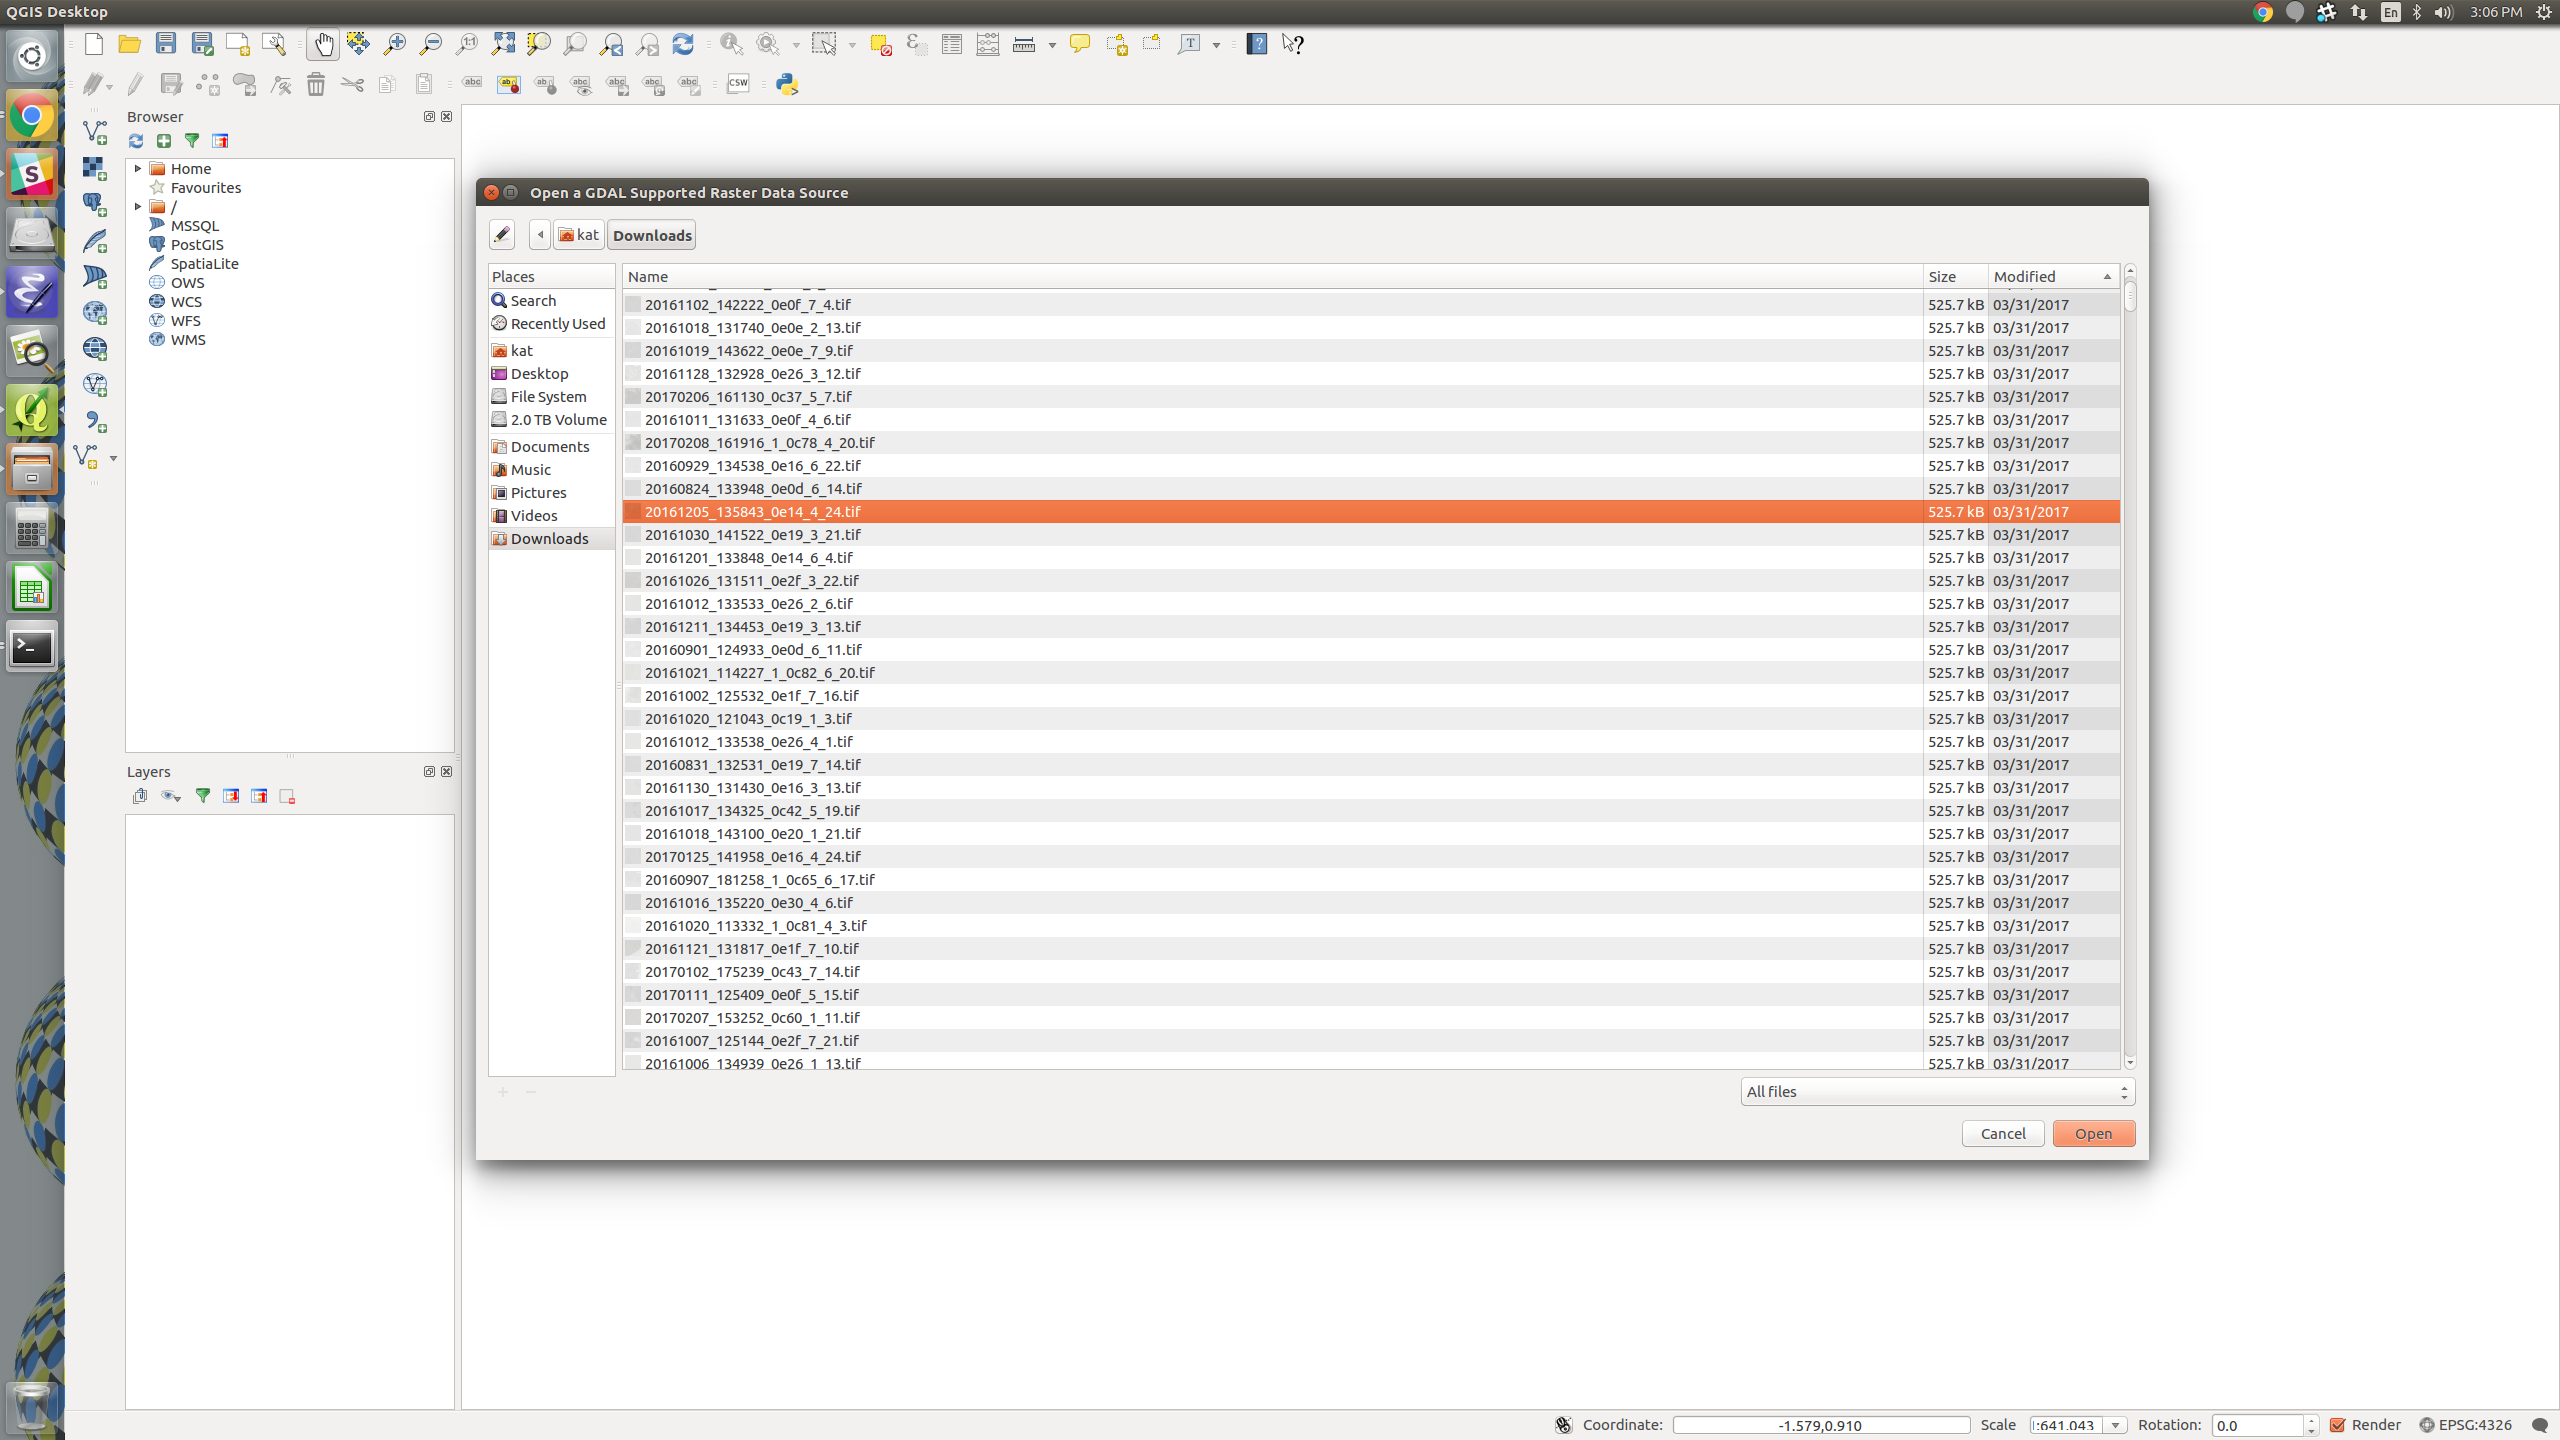 QGIS Desktop
En
3:06 PM
1:1
T
?
?
abc
ab
ab
abc
abc
abc
abc
CSW
Browser
Home
Favourites
/
MSSQL
PostGIS
SpatiaLite
OWS
WCS
WFS
WMS
Layers
Open a GDAL Supported Raster Data Source
kat
Downloads
Places
Search
Recently Used
kat
Desktop
File System
2.0 TB Volume
Documents
Music
Pictures
Videos
Downloads
Name Size Modified
20161102_142222_0e0f_7_4.tif 525.7 kB 03/31/2017
20161018_131740_0e0e_2_13.tif 525.7 kB 03/31/2017
20161019_143622_0e0e_7_9.tif 525.7 kB 03/31/2017
20161128_132928_0e26_3_12.tif 525.7 kB 03/31/2017
20170206_161130_0c37_5_7.tif 525.7 kB 03/31/2017
20161011_131633_0e0f_4_6.tif 525.7 kB 03/31/2017
20170208_161916_1_0c78_4_20.tif 525.7 kB 03/31/2017
20160929_134538_0e16_6_22.tif 525.7 kB 03/31/2017
20160824_133948_0e0d_6_14.tif 525.7 kB 03/31/2017
20161205_135843_0e14_4_24.tif 525.7 kB 03/31/2017
20161030_141522_0e19_3_21.tif 525.7 kB 03/31/2017
20161201_133848_0e14_6_4.tif 525.7 kB 03/31/2017
20161026_131511_0e2f_3_22.tif 525.7 kB 03/31/2017
20161012_133533_0e26_2_6.tif 525.7 kB 03/31/2017
20161211_134453_0e19_3_13.tif 525.7 kB 03/31/2017
20160901_124933_0e0d_6_11.tif 525.7 kB 03/31/2017
20161021_114227_1_0c82_6_20.tif 525.7 kB 03/31/2017
20161002_125532_0e1f_7_16.tif 525.7 kB 03/31/2017
20161020_121043_0c19_1_3.tif 525.7 kB 03/31/2017
20161012_133538_0e26_4_1.tif 525.7 kB 03/31/2017
20160831_132531_0e19_7_14.tif 525.7 kB 03/31/2017
20161130_131430_0e16_3_13.tif 525.7 kB 03/31/2017
20161017_134325_0c42_5_19.tif 525.7 kB 03/31/2017
20161018_143100_0e20_1_21.tif 525.7 kB 03/31/2017
20170125_141958_0e16_4_24.tif 525.7 kB 03/31/2017
20160907_181258_1_0c65_6_17.tif 525.7 kB 03/31/2017
20161016_135220_0e30_4_6.tif 525.7 kB 03/31/2017
20161020_113332_1_0c81_4_3.tif 525.7 kB 03/31/2017
20161121_131817_0e1f_7_10.tif 525.7 kB 03/31/2017
20170102_175239_0c43_7_14.tif 525.7 kB 03/31/2017
20170111_125409_0e0f_5_15.tif 525.7 kB 03/31/2017
20170207_153252_0c60_1_11.tif 525.7 kB 03/31/2017
20161007_125144_0e2f_7_21.tif 525.7 kB 03/31/2017
20161006_134939_0e26_1_13.tif 525.7 kB 03/31/2017
All files
Cancel
Open
Coordinate: -1.579,0.910 Scale :641.043 Rotation: 0.0 Render EPSG:4326